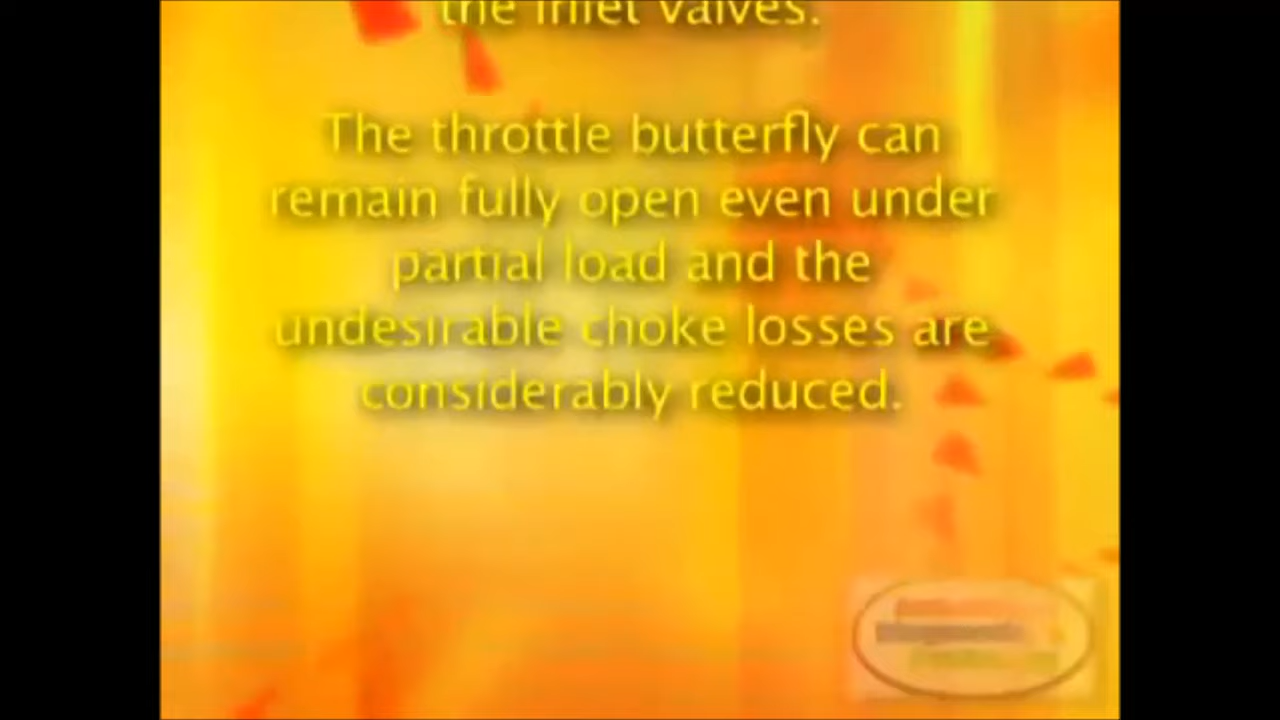 the inlet valves.
The throttle butterfly can
remain fully open even under
partial load and the
undesirable choke losses are
considerably reduced.